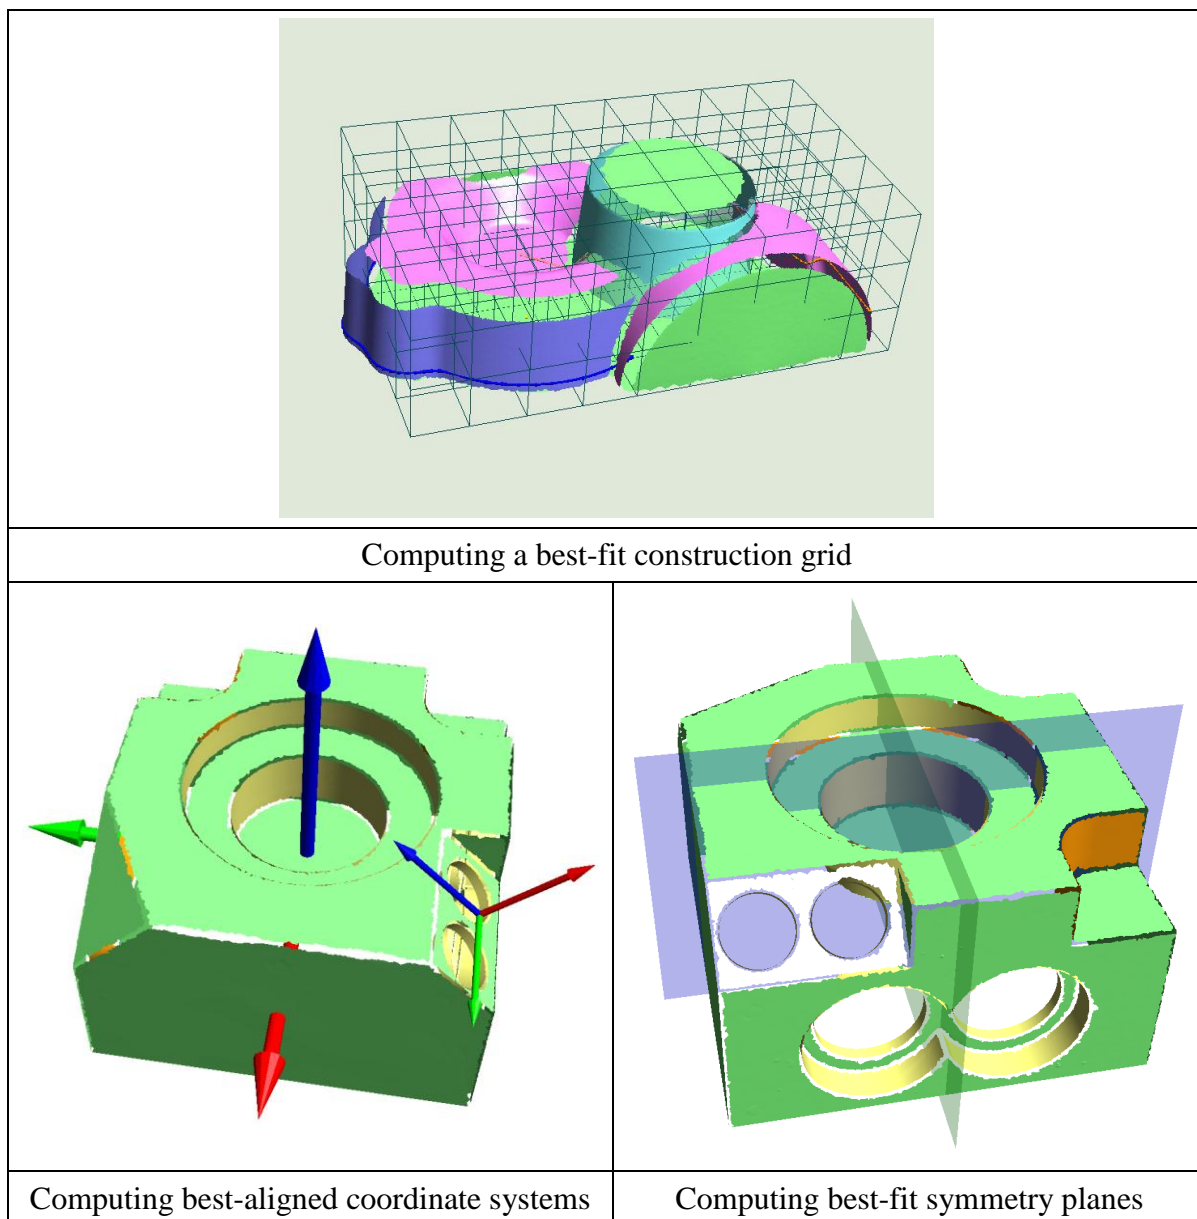 Computing a best-fit construction grid
Computing best-aligned coordinate systems
Computing best-fit symmetry planes